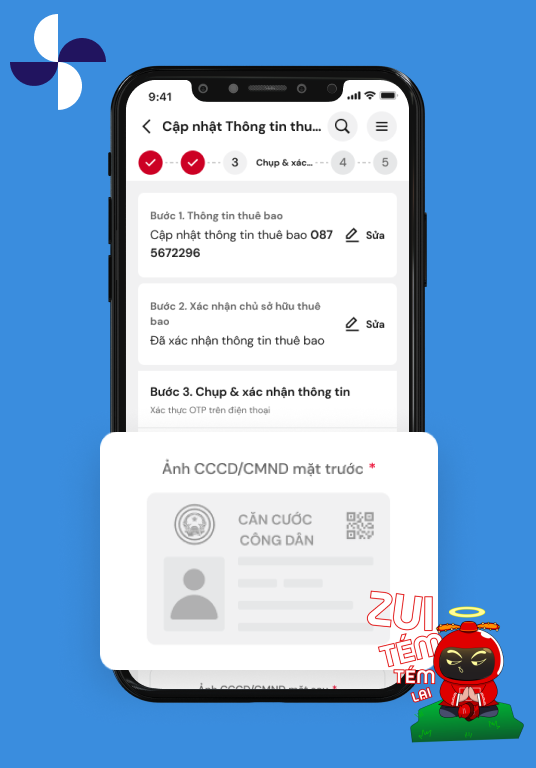 9:41
Cập nhật Thông tin thu...
3
Chụp & xác...
4
5
Bước 1. Thông tin thuê bao
Cập nhật thông tin thuê bao 087
5672296
Sửa
Bước 2. Xác nhận chủ sở hữu thuê
bao
Đã xác nhận thông tin thuê bao
Sửa
Bước 3. Chụp & xác nhận thông tin
Xác thực OTP trên điện thoại
Ảnh CCCD/CMND mặt trước *
CĂN CƯỚC
CÔNG DÂN
ZUI
TÉM
TÉM
LẠI
Ảnh CCCD/CMND mặt sau *